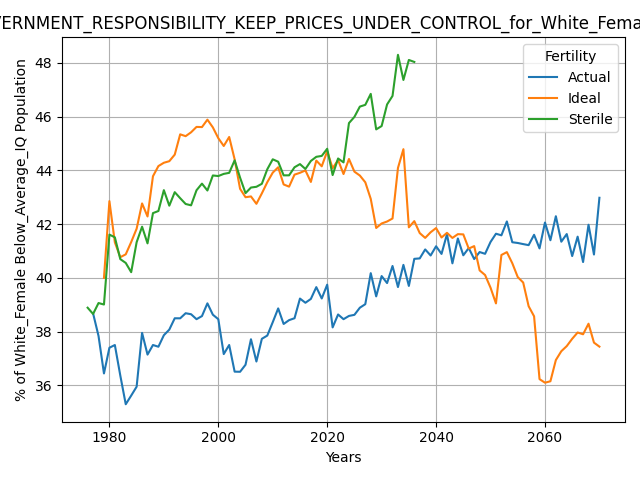 VERNMENT_RESPONSIBILITY_KEEP_PRICES_UNDER_CONTROL_for_White_Fema
Fertility
Actual
Ideal
Sterile
% of White_Female Below_Average_IQ Population
48
46
44
42
40
38
36
1980
2000
2020
2040
2060
Years